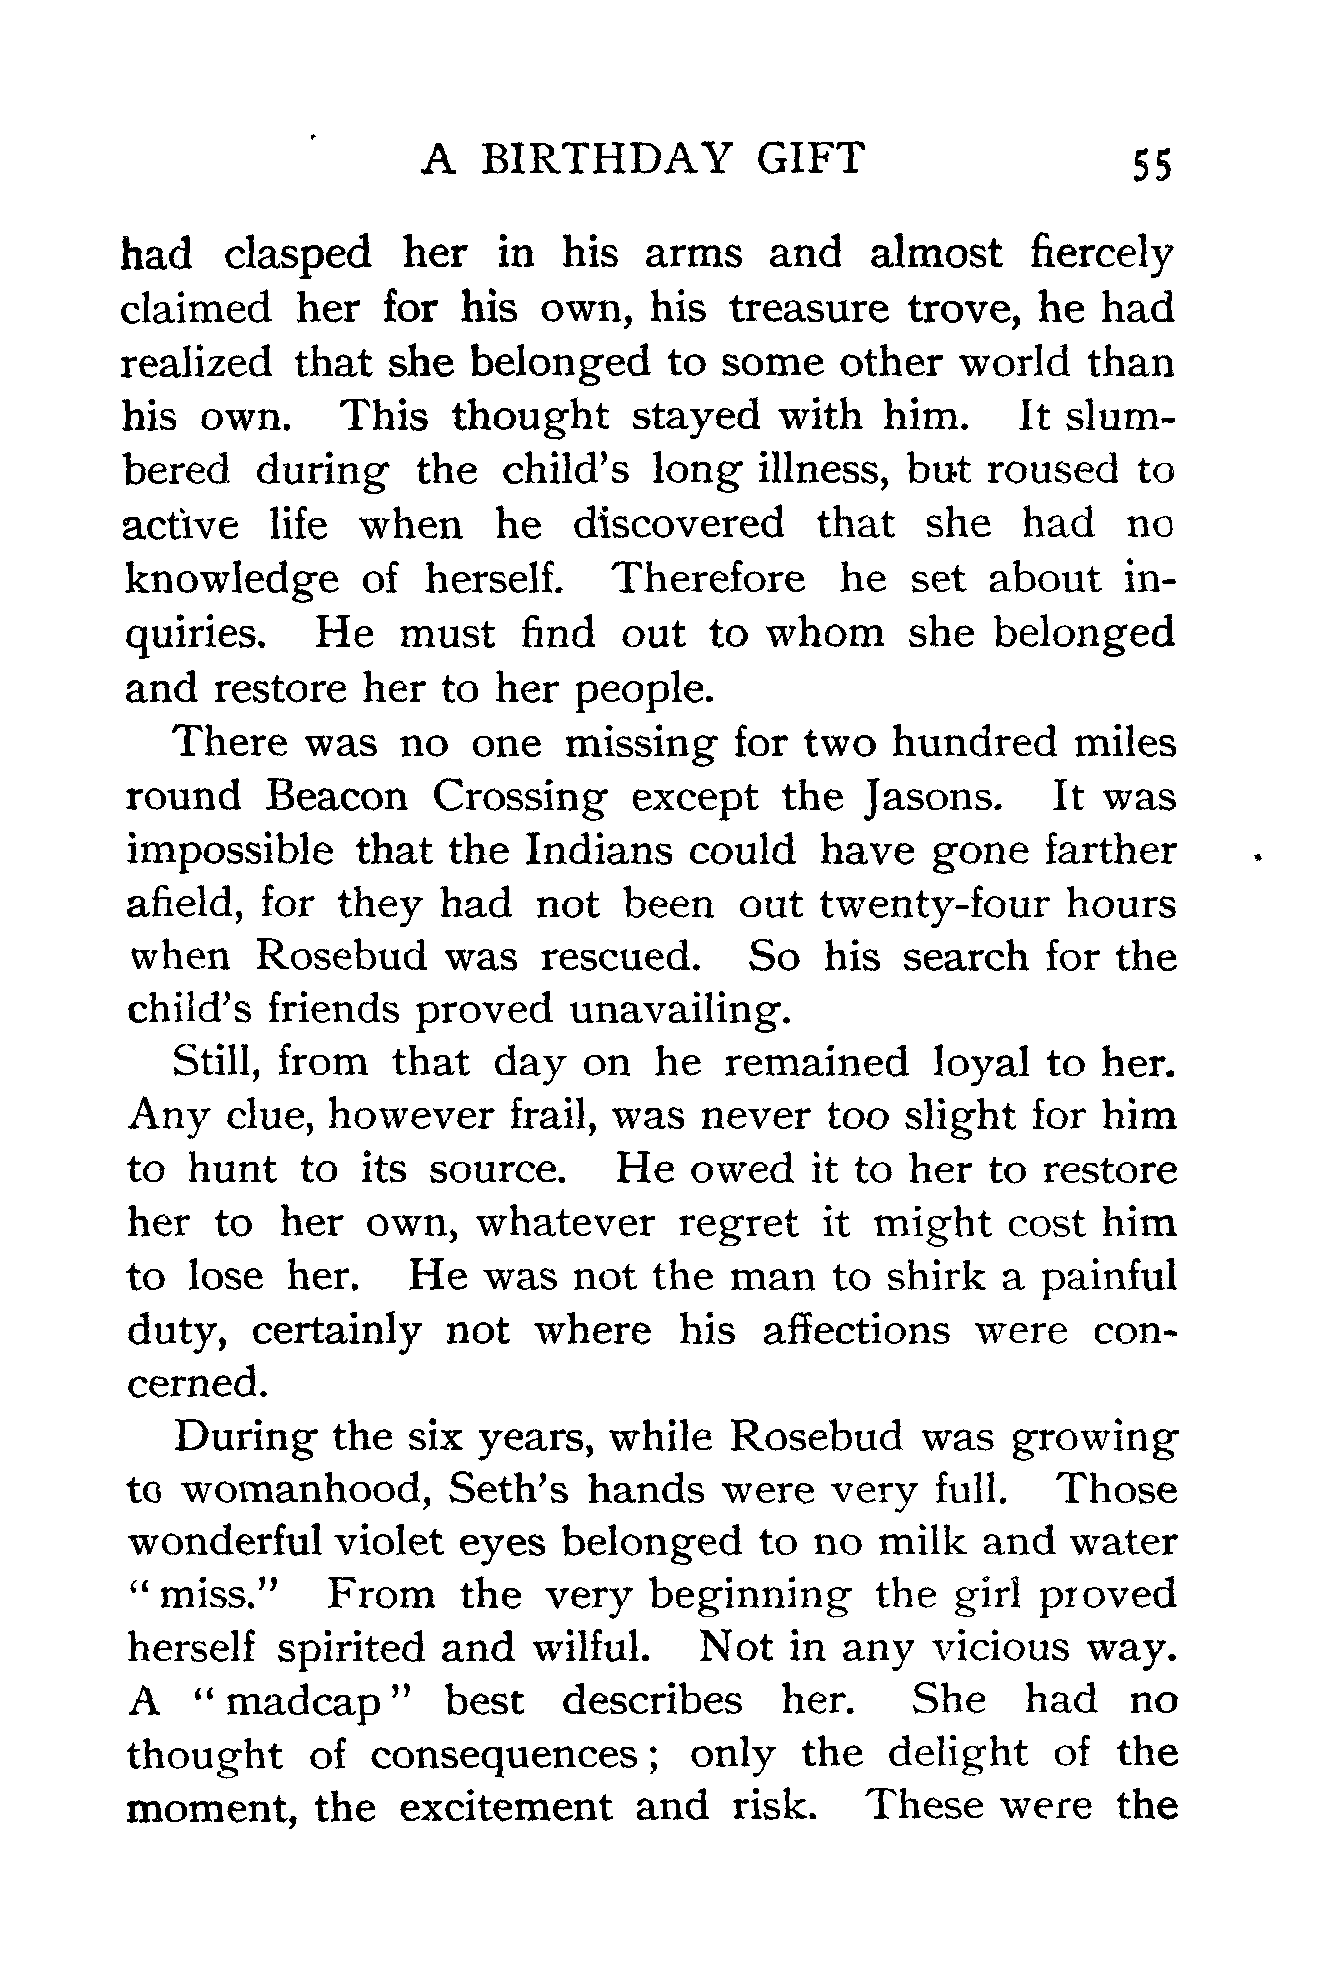 A BIRTHDAY GIFT 55
had clasped her in his arms and almost fiercely
claimed her for his own, his treasure trove, he had
realized that she belonged to some other world than
his own. This thought stayed with him. It slum-
bered during the child's long illness, but roused to
active life when he discovered that she had no
knowledge of herself. Therefore he set about in-
quiries. He must find out to whom she belonged
and restore her to her people.
There was no one missing for two hundred miles
round Beacon Crossing except the Jasons. It was
impossible that the Indians could have gone farther
afield, for they had not been out twenty-four hours
when Rosebud was rescued. So his search for the
child's friends proved unavailing.
Still, from that day on he remained loyal to her.
Any clue, however frail, was never too slight for him
to hunt to its source. He owed it to her to restore
her to her own, whatever regret it might cost him
to lose her. He was not the man to shirk a painful
duty, certainly not where his affections were con-
cerned.
During the six years, while Rosebud was growing
to womanhood, Seth's hands were very full. Those
wonderful violet eyes belonged to no milk and water
"miss." From the very beginning the girl proved
herself spirited and wilful. Not in any vicious way.
A "madcap" best describes her. She had no
thought of consequences; only the delight of the
moment, the excitement and risk. These were the